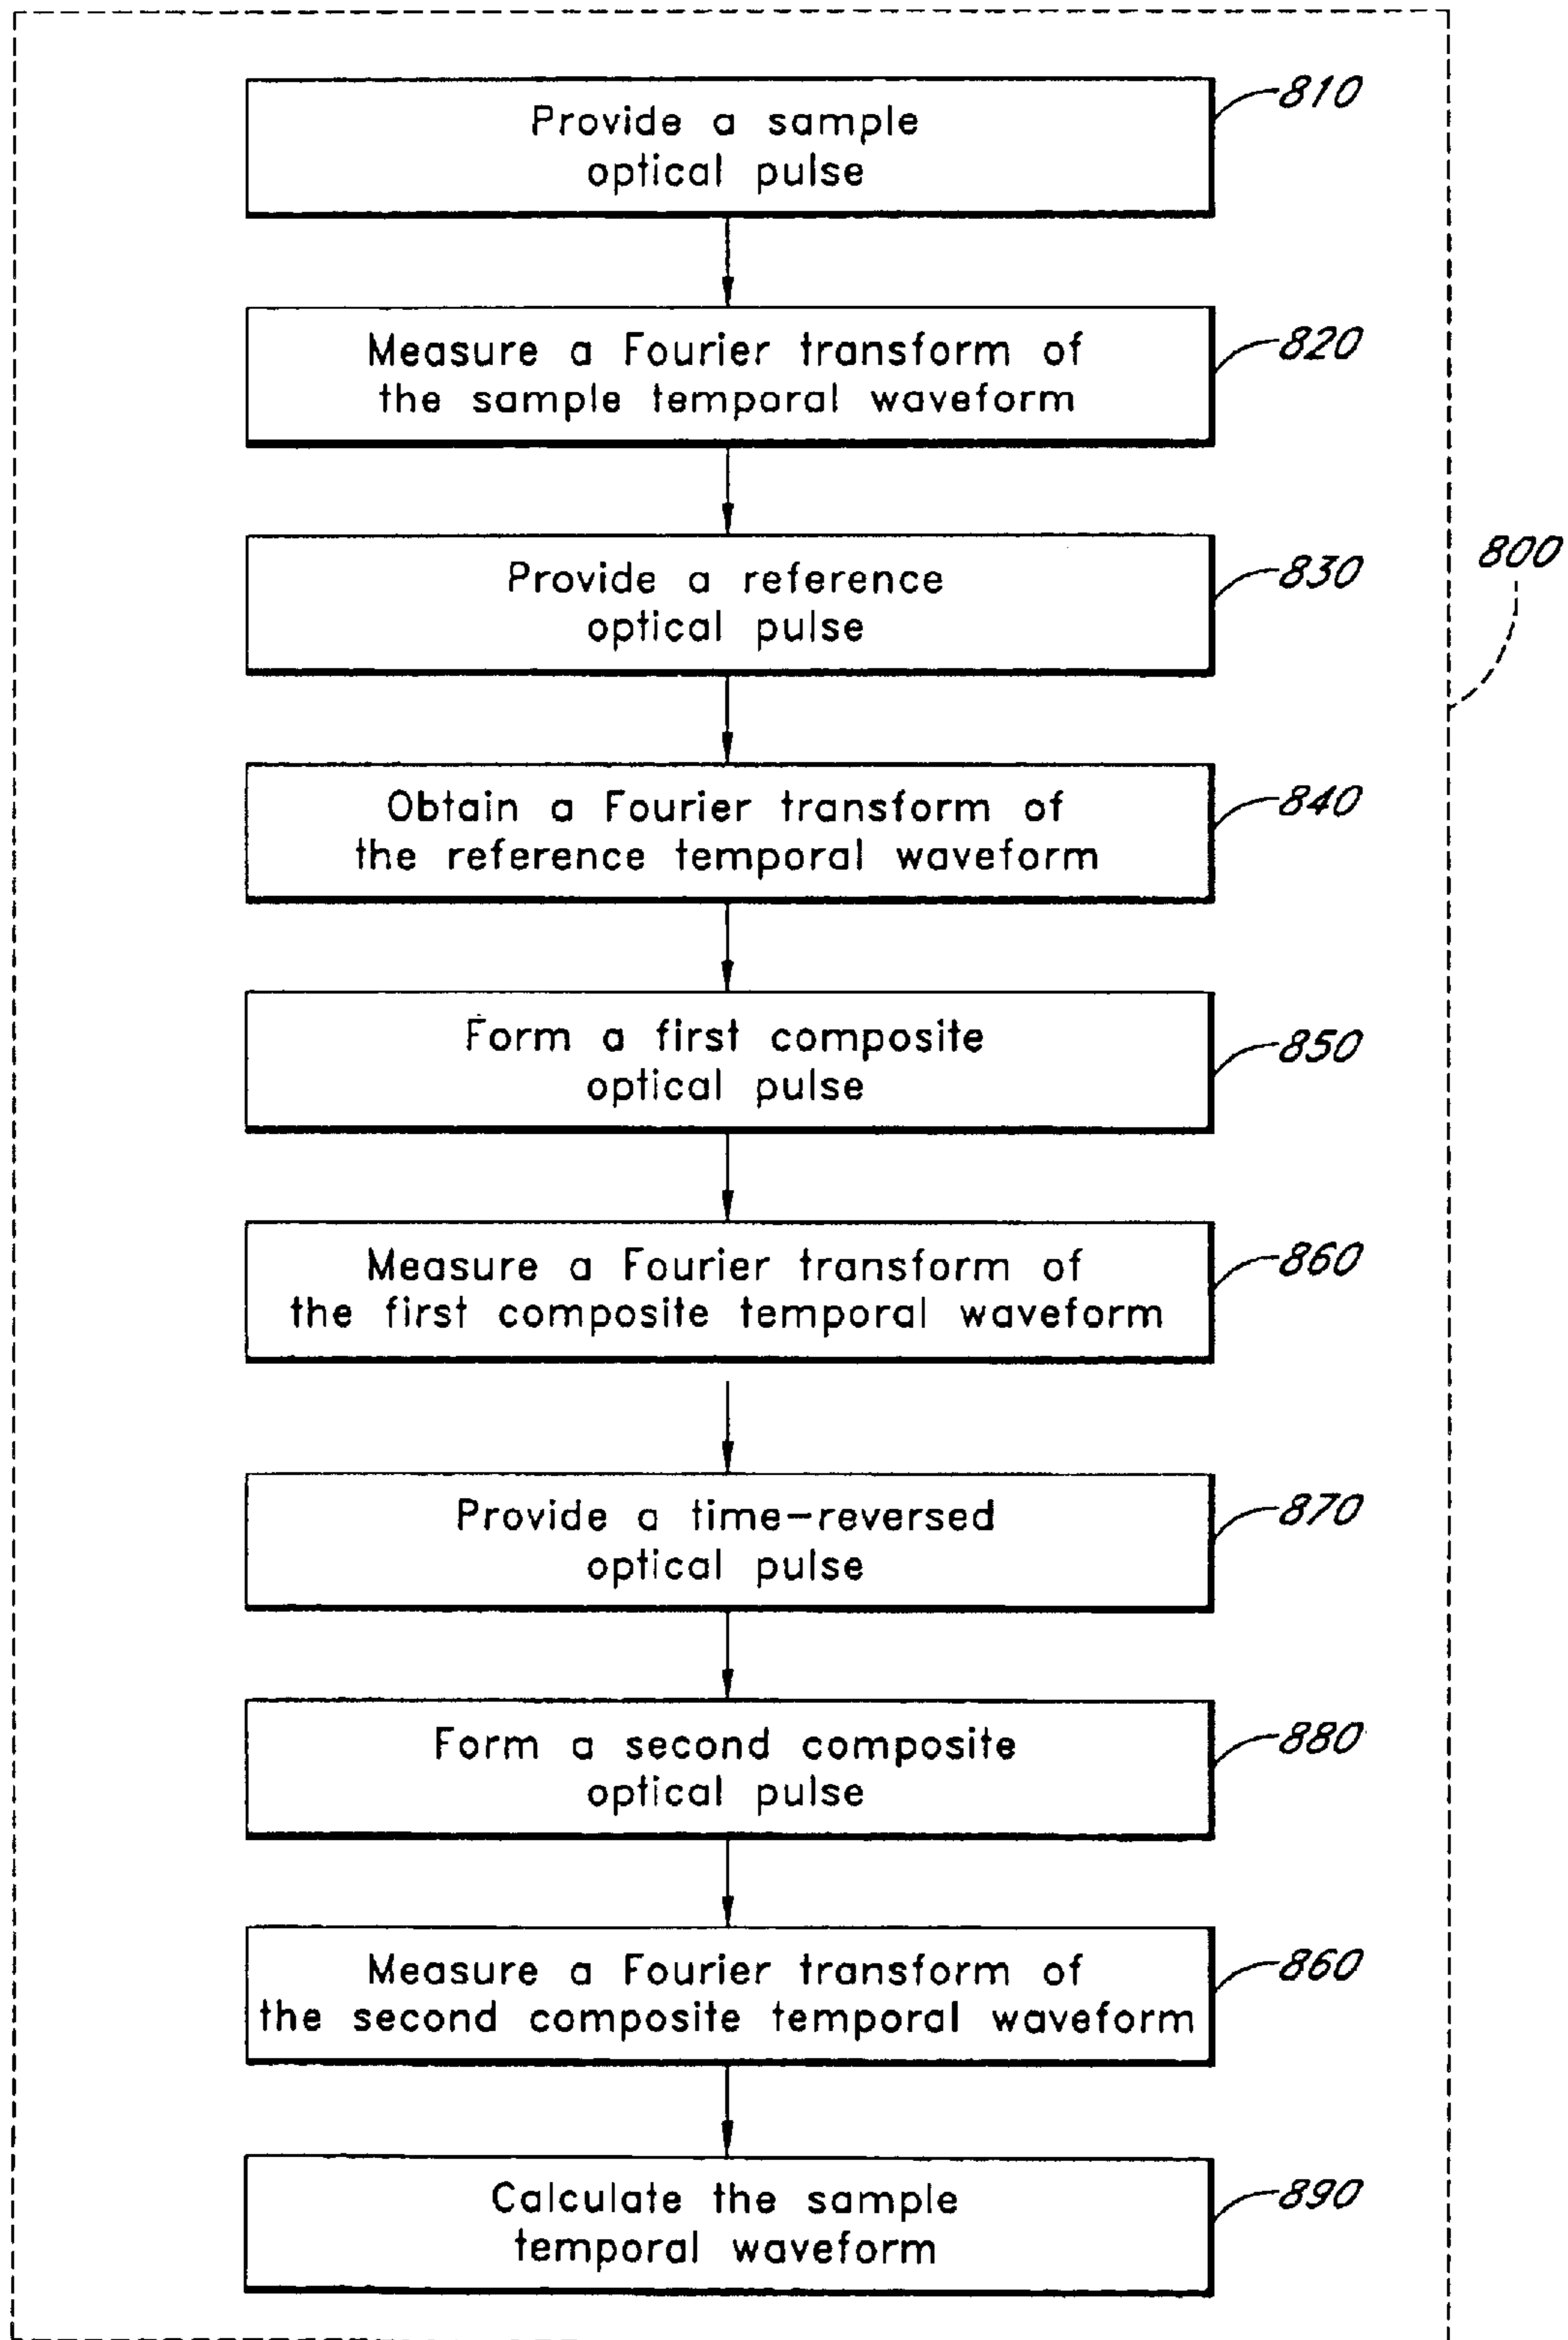 Provide a sample
optical pulse
810
Measure a Fourier transform of
the sample temporal waveform
820
Provide a reference
optical pulse
830
800
Obtain a Fourier transform of
the reference temporal waveform
840
Form a first composite
optical pulse
850
Measure a Fourier transform of
the first composite temporal waveform
860
Provide a time-reversed
optical pulse
870
Form a second composite
optical pulse
880
Measure a Fourier transform of
the second composite temporal waveform
860
Calculate the sample
temporal waveform
890